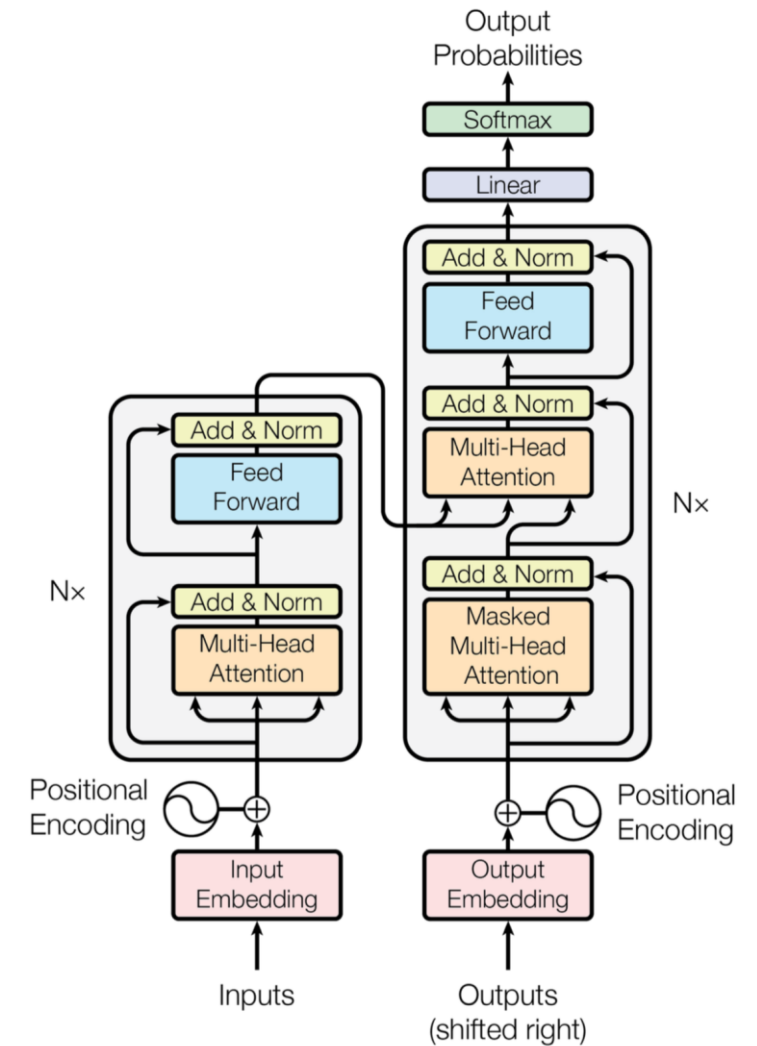 Output
Probabilities
Softmax
Linear
Add & Norm
Feed
Forward
Add & Norm
Multi-Head
Attention
Add & Norm
Masked
Multi-Head
Attention
Nx
Positional
Encoding
Output
Embedding
Outputs
(shifted right)
Add & Norm
Feed
Forward
Add & Norm
Multi-Head
Attention
N×
Positional
Encoding
Input
Embedding
Inputs